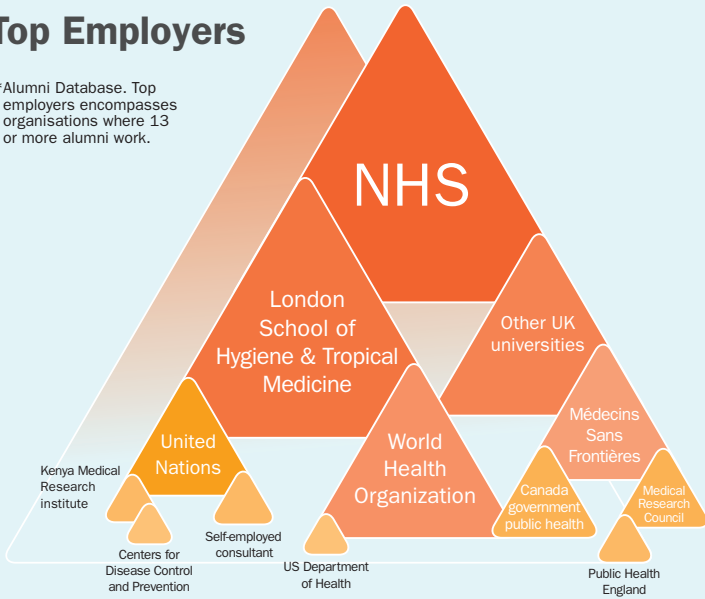 Top Employers
*Alumni Database. Top
employers encompasses
organisations where 13
or more alumni work.
NHS
London
School of
Hygiene & Tropical
Medicine
Other UK
universities
United
Nations
World
Health
Organization
Médecins
Sans
Frontières
Kenya Medical
Research
institute
Canada
government
public health
Medical
Research
Council
Centers for
Disease Control
and Prevention
Self-employed
consultant
US Department
of Health
Public Health
England